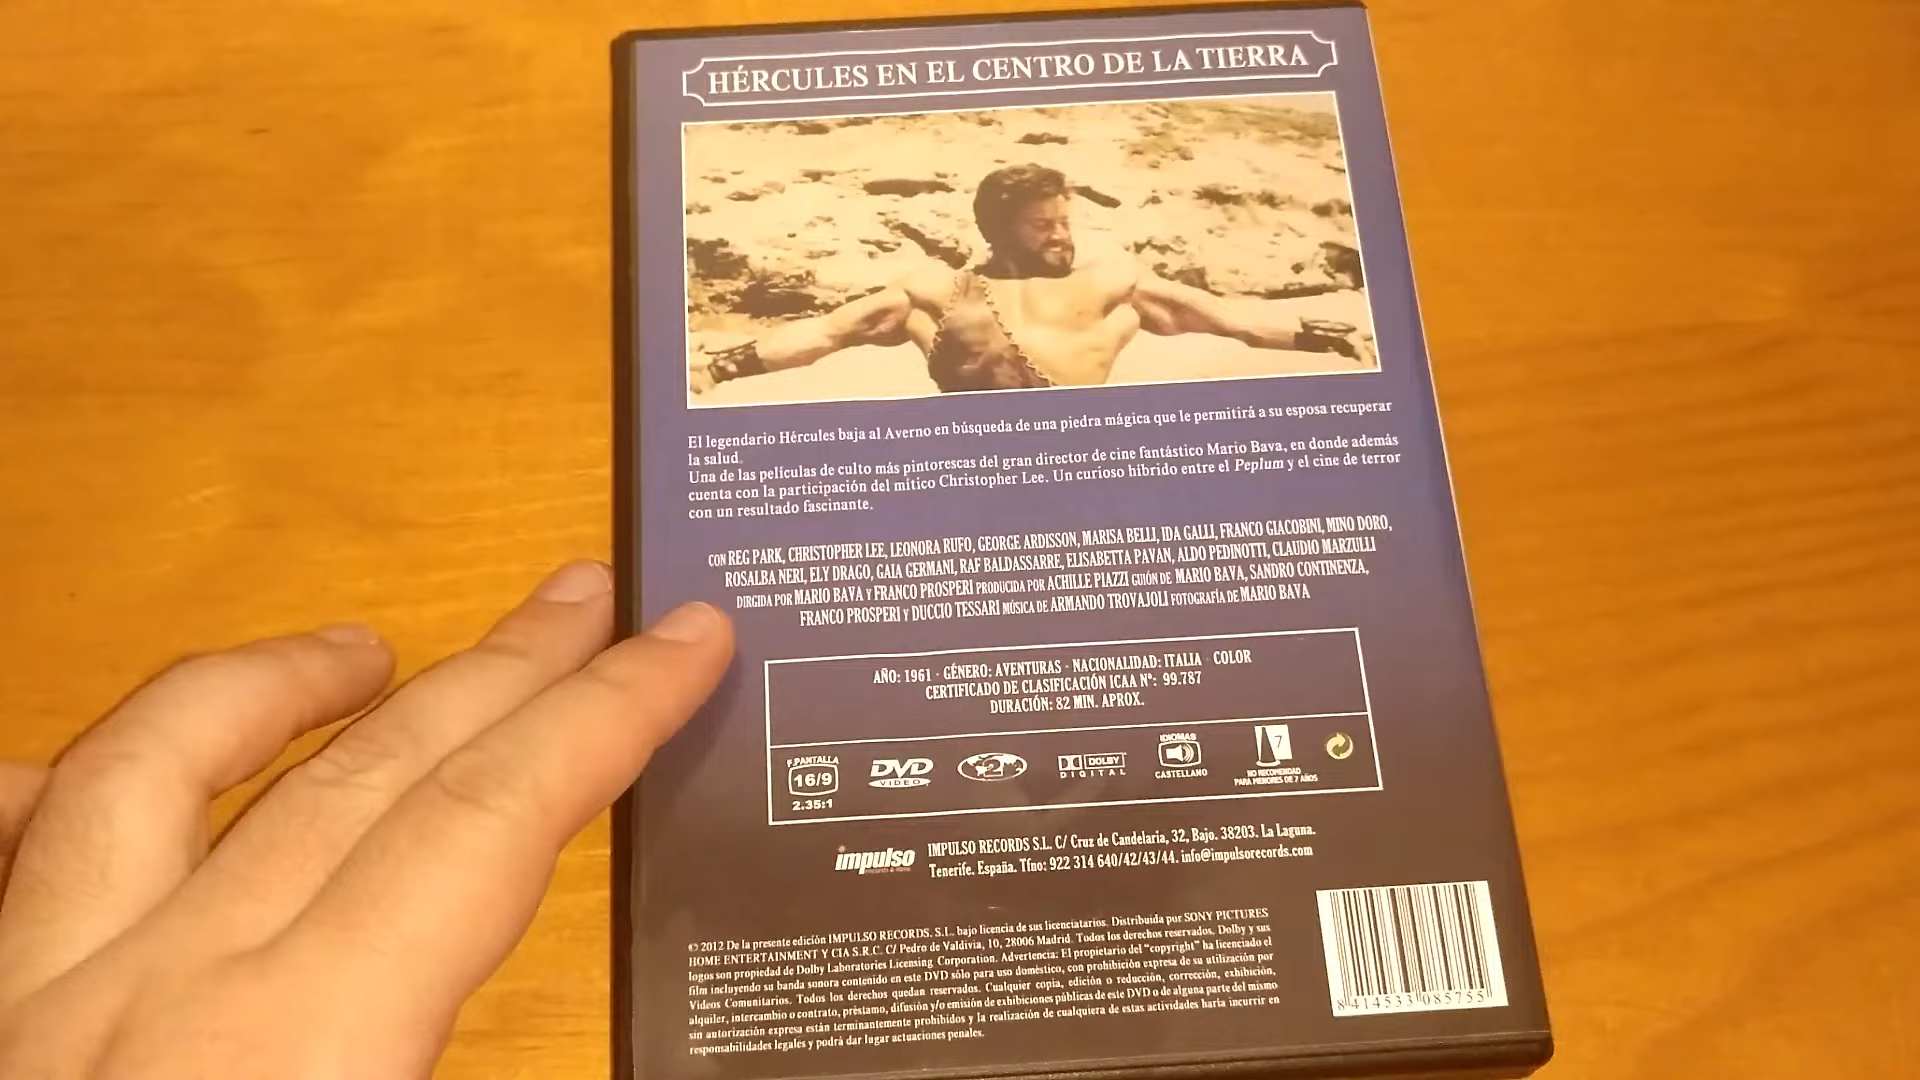 HÉRCULES EN EL CENTRO DE LA TIERRA
El legendario Hércules baja al Averno en búsqueda de una piedra mágica que le permitirá a su esposa recuperar
la salud.
Una de las películas de culto más pintorescas del gran director de cine fantástico Mario Bava, en donde además
cuenta con la participación del mítico Christopher Lee. Un curioso híbrido entre el Peplum y el cine de terror
con un resultado fascinante.
CON REG PARK, CHRISTOPHER LEE, LEONORA RUFO, GEORGE ARDISSON, MARISA BELLI, IDA GALLI, FRANCO GIACOBINI, MINO DORO,
ROSALBA NERI, ELY DRAGO, GAIA GERMANI, RAF BALDASSARRE, ELISABETTA PAVAN, ALDO PEDINOTTI, CLAUDIO MARZULLI
DIRGIDA POR MARIO BAVA Y FRANCO PROSPERI PRODUCIDA POR ACHILLE PIAZZI GUIÓN DE MARIO BAVA, SANDRO CONTINENZA,
FRANCO PROSPERI Y DUCCIO TESSARI MÚSICA DE ARMANDO TROVAJOLI FOTOGRAFÍA DE MARIO BAVA
AÑO: 1961 - GÉNERO: AVENTURAS - NACIONALIDAD: ITALIA - COLOR
CERTIFICADO DE CLASIFICACIÓN ICAA Nº: 99.787
DURACIÓN: 82 MIN. APROX.
F.PANTALLA
16/9
2.35:1
DVD
VIDEO
2
DOLBY
DIGITAL
IDIOMAS
CASTELLANO
7
NO RECOMENDAD
PARA MENORES DE 7 AÑOS
impulso
IMPULSO RECORDS S.L. C/ Cruz de Candelaria, 32, Bajo. 38203. La Laguna.
Tenerife. España. Tfno: 922 314 640/42/43/44. info@impulsorecords.com
© 2012 De la presente edición IMPULSO RECORDS. S.L. bajo licencia de sus licenciatarios. Distribuida por SONY PICTURES
HOME ENTERTAINMENT Y CIA S.R.C. C/ Pedro de Valdivia, 10, 28006 Madrid. Todos los derechos reservados. Dolby y sus
logos son propiedad de Dolby Laboratories Licensing Corporation. Advertencia: El propietario del "copyright" ha licenciado el
film incluyendo su banda sonora contenido en este DVD sólo para uso doméstico, con prohibición expresa de su utilización por
Videos Comunitarios. Todos los derechos quedan reservados. Cualquier copia, edición o reducción, corrección, exhibición,
alquiler, intercambio o contrato, préstamo, difusión y/o emisión de exhibiciones públicas de este DVD o de alguna parte del mismo
sin autorización expresa están terminantemente prohibidos y la realización de cualquiera de estas actividades haría incurrir en
responsabilidades legales y podrá dar lugar actuaciones penales.
8 414533 085755